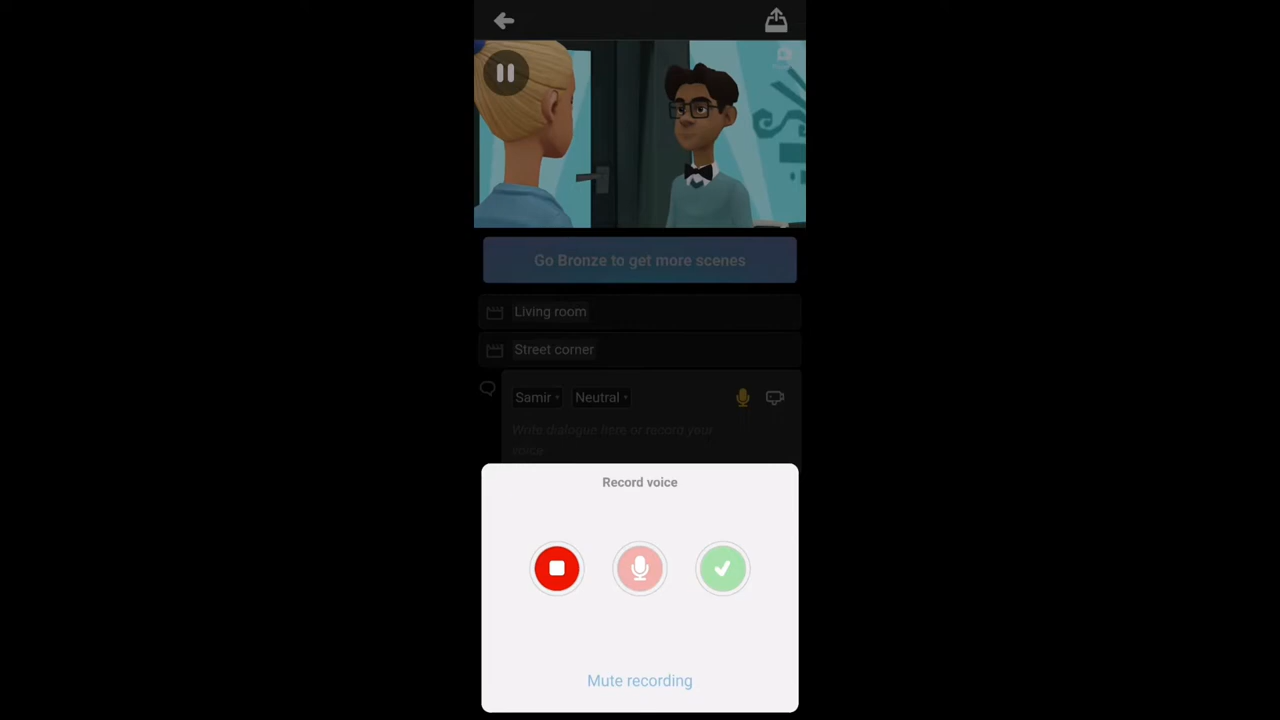 Go Bronze to get more scenes
Living room
Street corner
Samir Neutral
Write dialogue here or record your
voice
Record voice
Mute recording